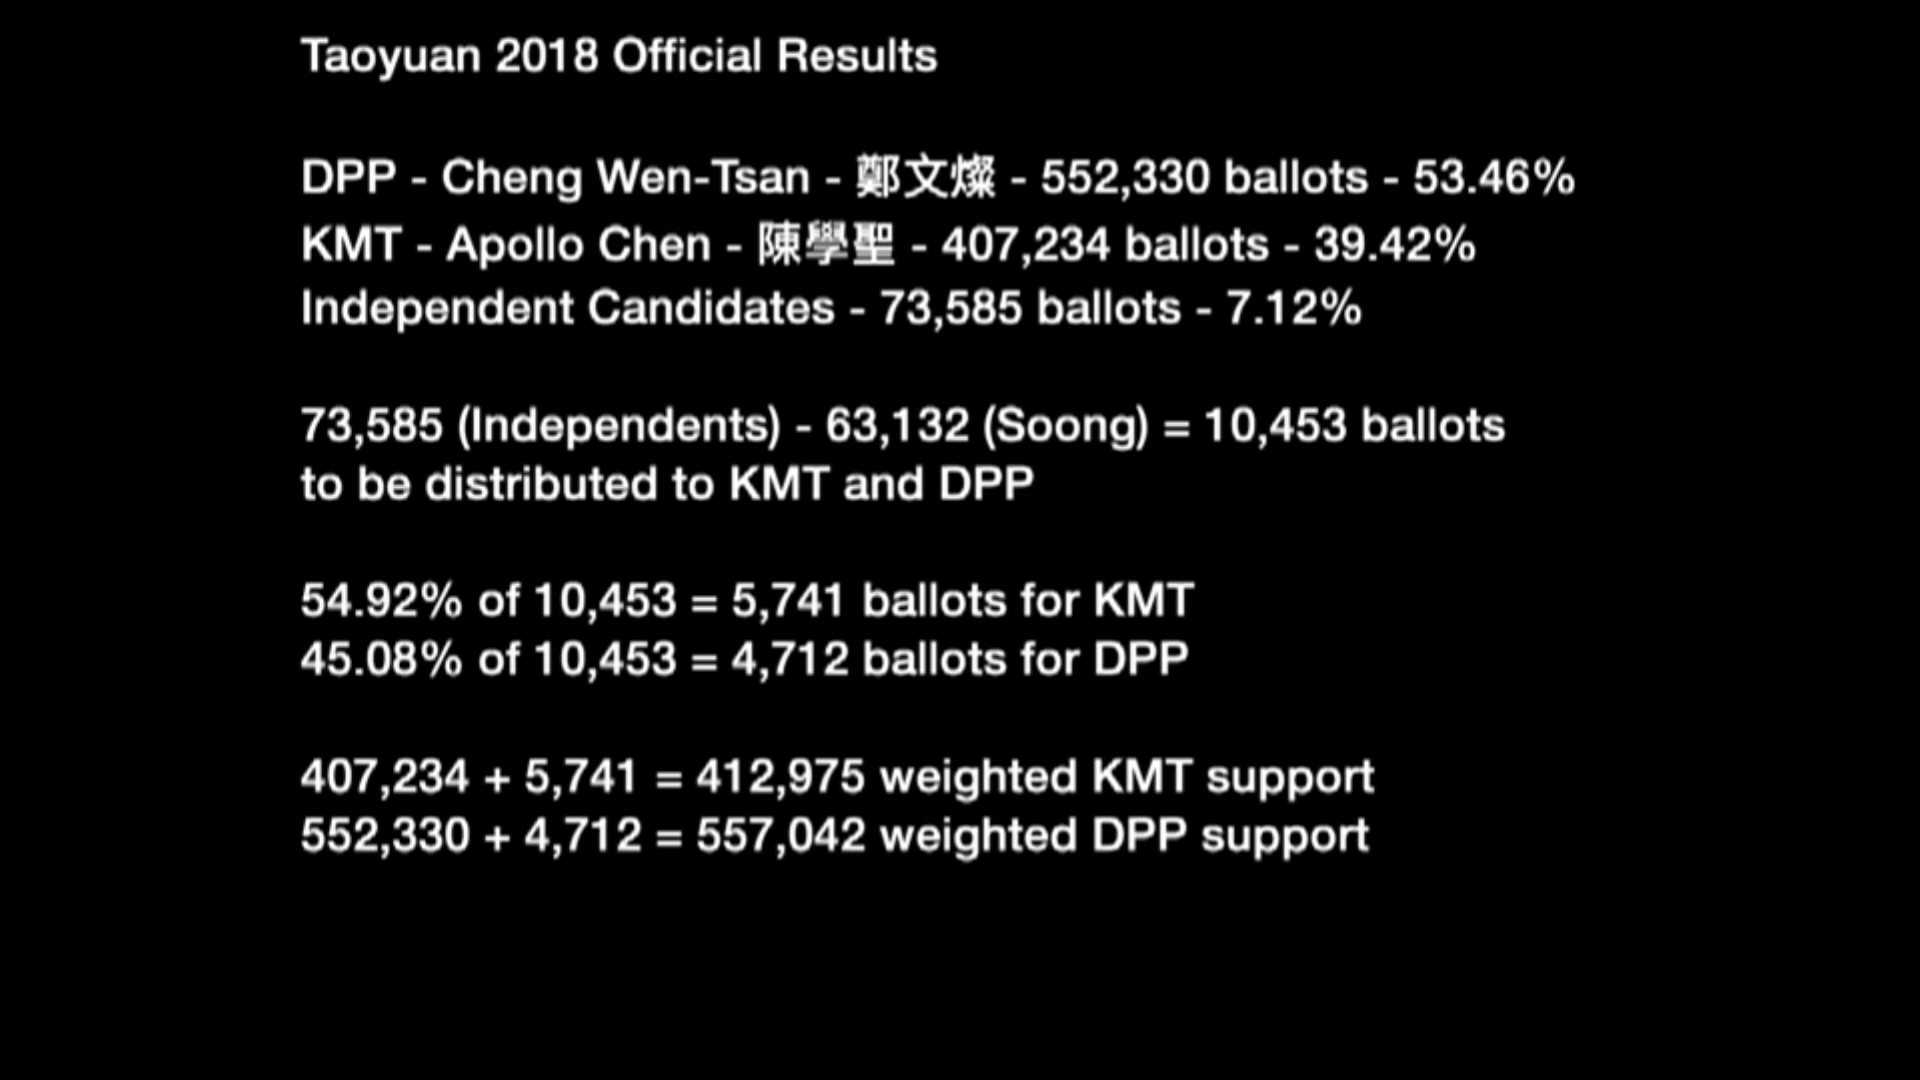 Taoyuan 2018 Official Results
DPP - Cheng Wen-Tsan - 鄭文燦 - 552,330 ballots - 53.46%
KMT - Apollo Chen - 陳學聖 - 407,234 ballots - 39.42%
Independent Candidates - 73,585 ballots - 7.12%
73,585 (Independents) - 63,132 (Soong) = 10,453 ballots
to be distributed to KMT and DPP
54.92% of 10,453 = 5,741 ballots for KMT
45.08% of 10,453 = 4,712 ballots for DPP
407,234 + 5,741 = 412,975 weighted KMT support
552,330 + 4,712 = 557,042 weighted DPP support